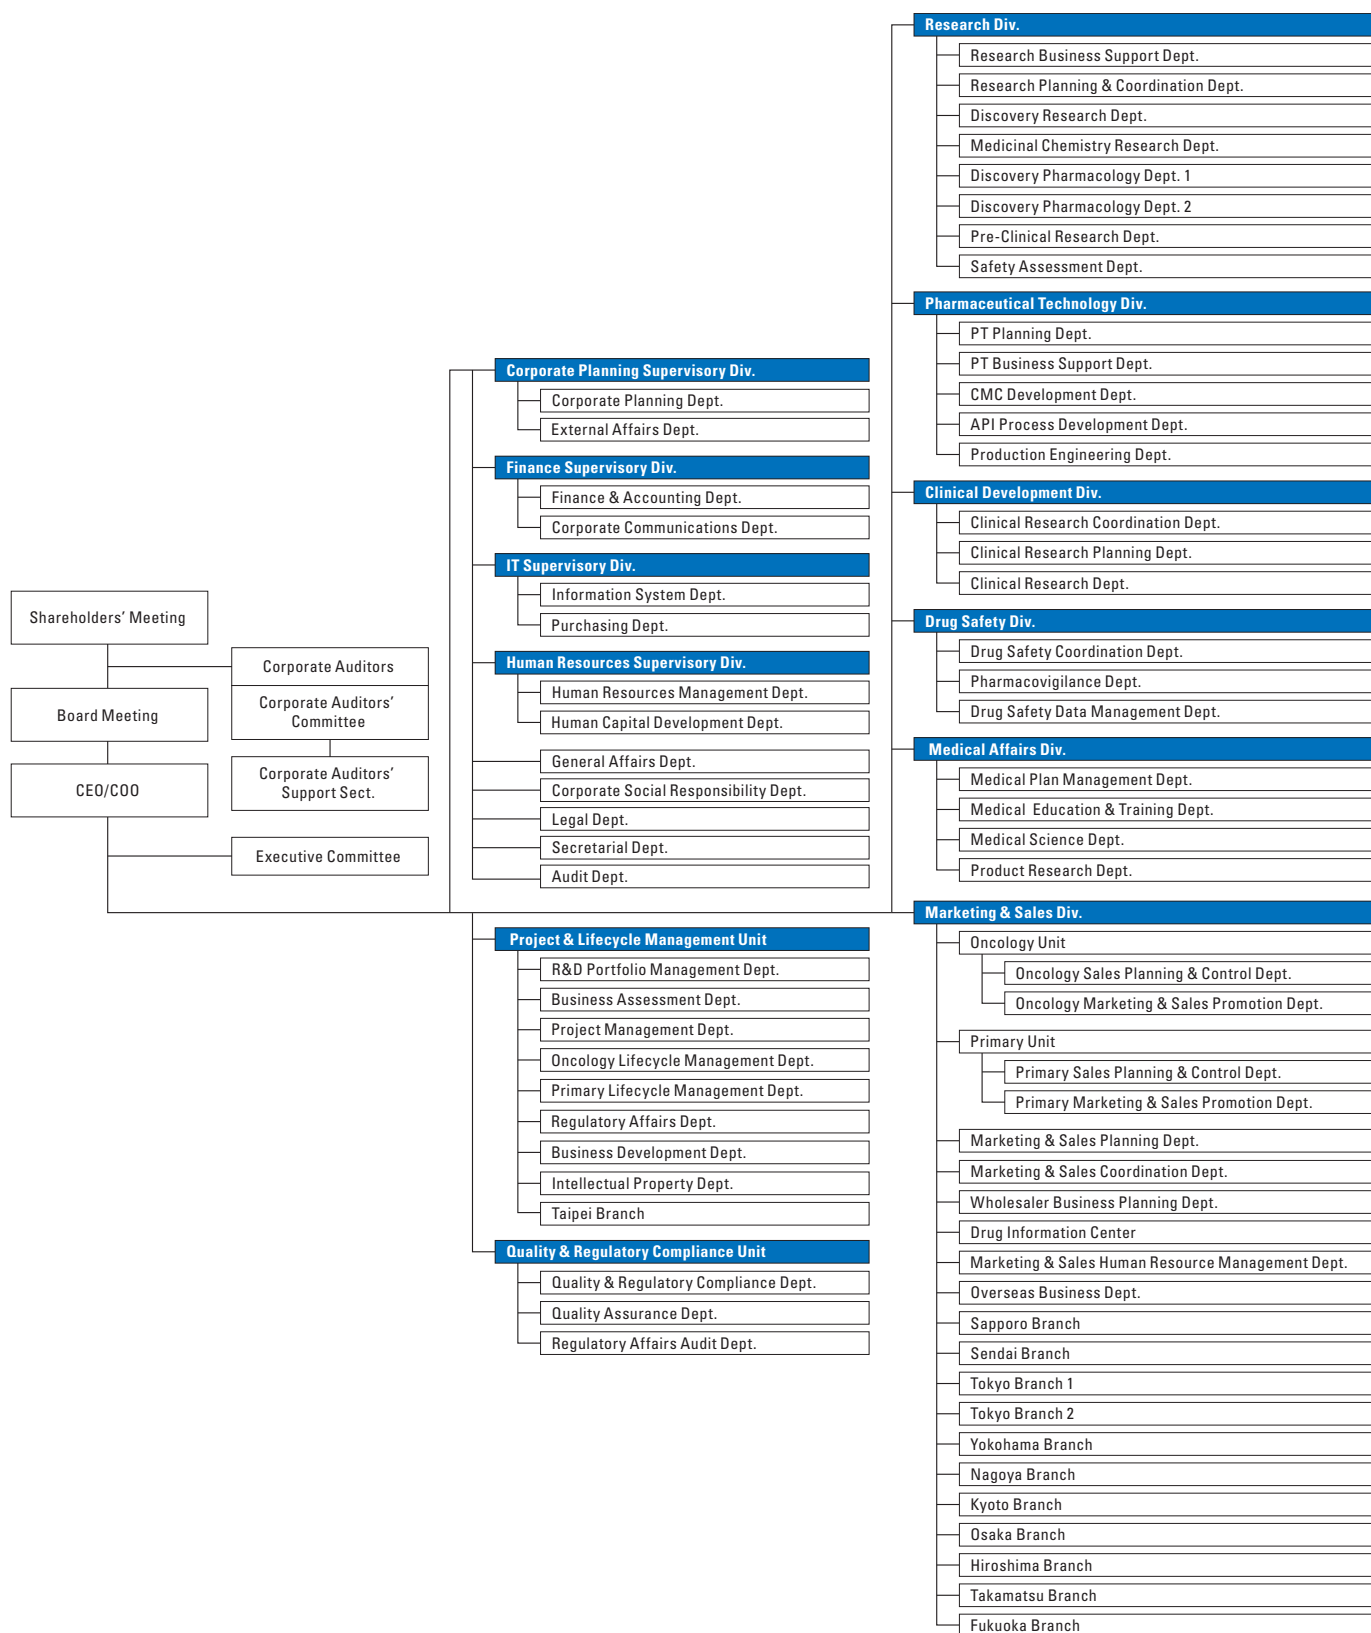 Shareholders’ Meeting
Corporate Auditors
Board Meeting
Corporate Auditors’
Committee
CEO/COO
Corporate Auditors’
Support Sect.
Executive Committee
Corporate Planning Supervisory Div.
Corporate Planning Dept.
External Affairs Dept.
Finance Supervisory Div.
Finance & Accounting Dept.
Corporate Communications Dept.
IT Supervisory Div.
Information System Dept.
Purchasing Dept.
Human Resources Supervisory Div.
Human Resources Management Dept.
Human Capital Development Dept.
General Affairs Dept.
Corporate Social Responsibility Dept.
Legal Dept.
Secretarial Dept.
Audit Dept.
Project & Lifecycle Management Unit
R&D Portfolio Management Dept.
Business Assessment Dept.
Project Management Dept.
Oncology Lifecycle Management Dept.
Primary Lifecycle Management Dept.
Regulatory Affairs Dept.
Business Development Dept.
Intellectual Property Dept.
Taipei Branch
Quality & Regulatory Compliance Unit
Quality & Regulatory Compliance Dept.
Quality Assurance Dept.
Regulatory Affairs Audit Dept.
Research Div.
Research Business Support Dept.
Research Planning & Coordination Dept.
Discovery Research Dept.
Medicinal Chemistry Research Dept.
Discovery Pharmacology Dept. 1
Discovery Pharmacology Dept. 2
Pre-Clinical Research Dept.
Safety Assessment Dept.
Pharmaceutical Technology Div.
PT Planning Dept.
PT Business Support Dept.
CMC Development Dept.
API Process Development Dept.
Production Engineering Dept.
Clinical Development Div.
Clinical Research Coordination Dept.
Clinical Research Planning Dept.
Clinical Research Dept.
Drug Safety Div.
Drug Safety Coordination Dept.
Pharmacovigilance Dept.
Drug Safety Data Management Dept.
Medical Affairs Div.
Medical Plan Management Dept.
Medical Education & Training Dept.
Medical Science Dept.
Product Research Dept.
Marketing & Sales Div.
Oncology Unit
Oncology Sales Planning & Control Dept.
Oncology Marketing & Sales Promotion Dept.
Primary Unit
Primary Sales Planning & Control Dept.
Primary Marketing & Sales Promotion Dept.
Marketing & Sales Planning Dept.
Marketing & Sales Coordination Dept.
Wholesaler Business Planning Dept.
Drug Information Center
Marketing & Sales Human Resource Management Dept.
Overseas Business Dept.
Sapporo Branch
Sendai Branch
Tokyo Branch 1
Tokyo Branch 2
Yokohama Branch
Nagoya Branch
Kyoto Branch
Osaka Branch
Hiroshima Branch
Takamatsu Branch
Fukuoka Branch